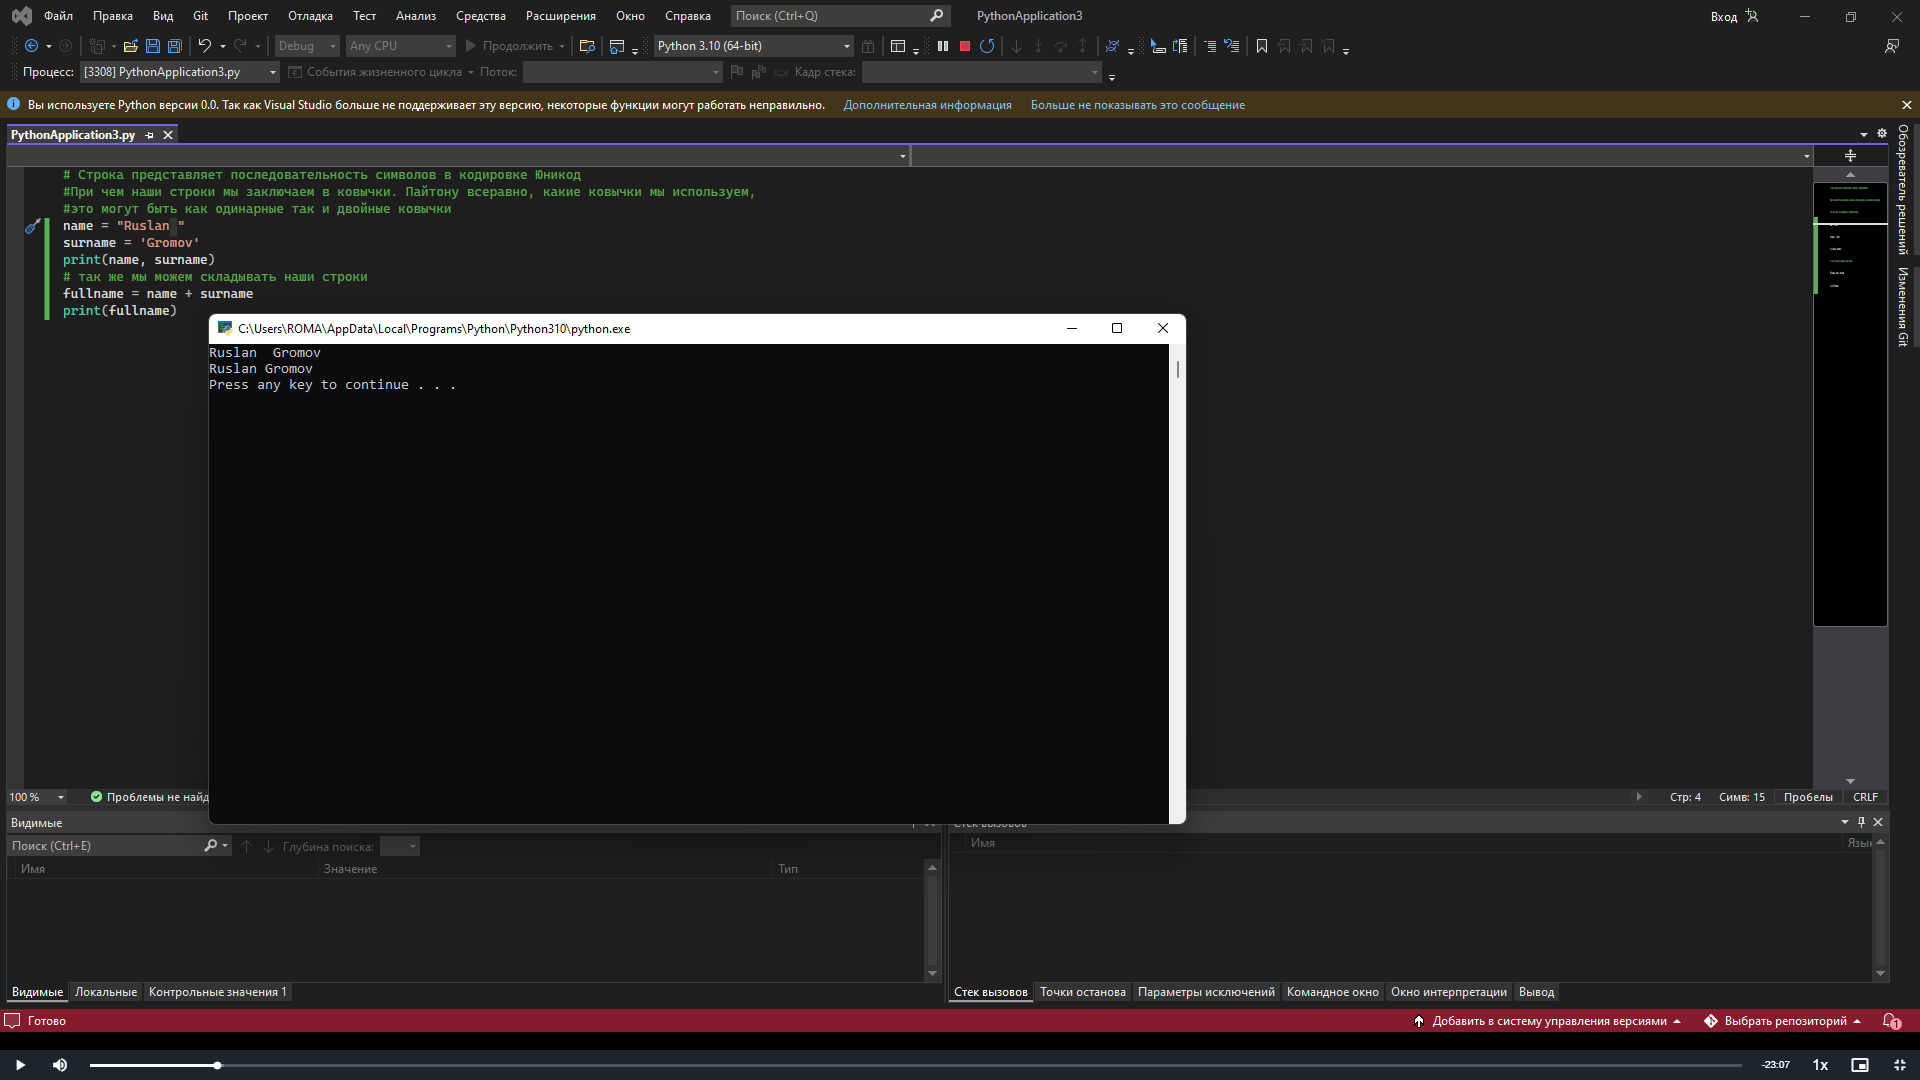 Файл Правка Вид Git Проект Отладка Тест Анализ Средства Расширения Окно Справка Поиск (Ctrl+Q) PythonApplication3 Вход
Debug Any CPU Продолжить Python 3.10 (64-bit)
Процесс: [3308] PythonApplication3.py События жизненного цикла Поток: Кадр стека:
Вы используете Python версии 0.0. Так как Visual Studio больше не поддерживает эту версию, некоторые функции могут работать неправильно. Дополнительная информация Больше не показывать это сообщение
PythonApplication3.py
Обозреватель решений
Изменения Git
# Строка представляет последовательность символов в кодировке Юникод
#При чем наши строки мы заключаем в ковычки. Пайтону всеравно, какие ковычки мы используем,
#это могут быть как одинарные так и двойные ковычки
name = "Ruslan "
surname = 'Gromov'
print(name, surname)
# так же мы можем складывать наши строки
fullname = name + surname
print(fullname)
C:\Users\ROMA\AppData\Local\Programs\Python\Python310\python.exe
Ruslan  Gromov
Ruslan Gromov
Press any key to continue . . .
100 % Проблемы не найд Стр: 4 Симв: 15 Пробелы CRLF
Видимые Стек вызовов
Поиск (Ctrl+E) Глубина поиска:
Имя Значение Тип
Имя Язык
Видимые Локальные Контрольные значения 1
Стек вызовов Точки останова Параметры исключений Командное окно Окно интерпретации Вывод
Готово Добавить в систему управления версиями Выбрать репозиторий 1
-23:07 1x